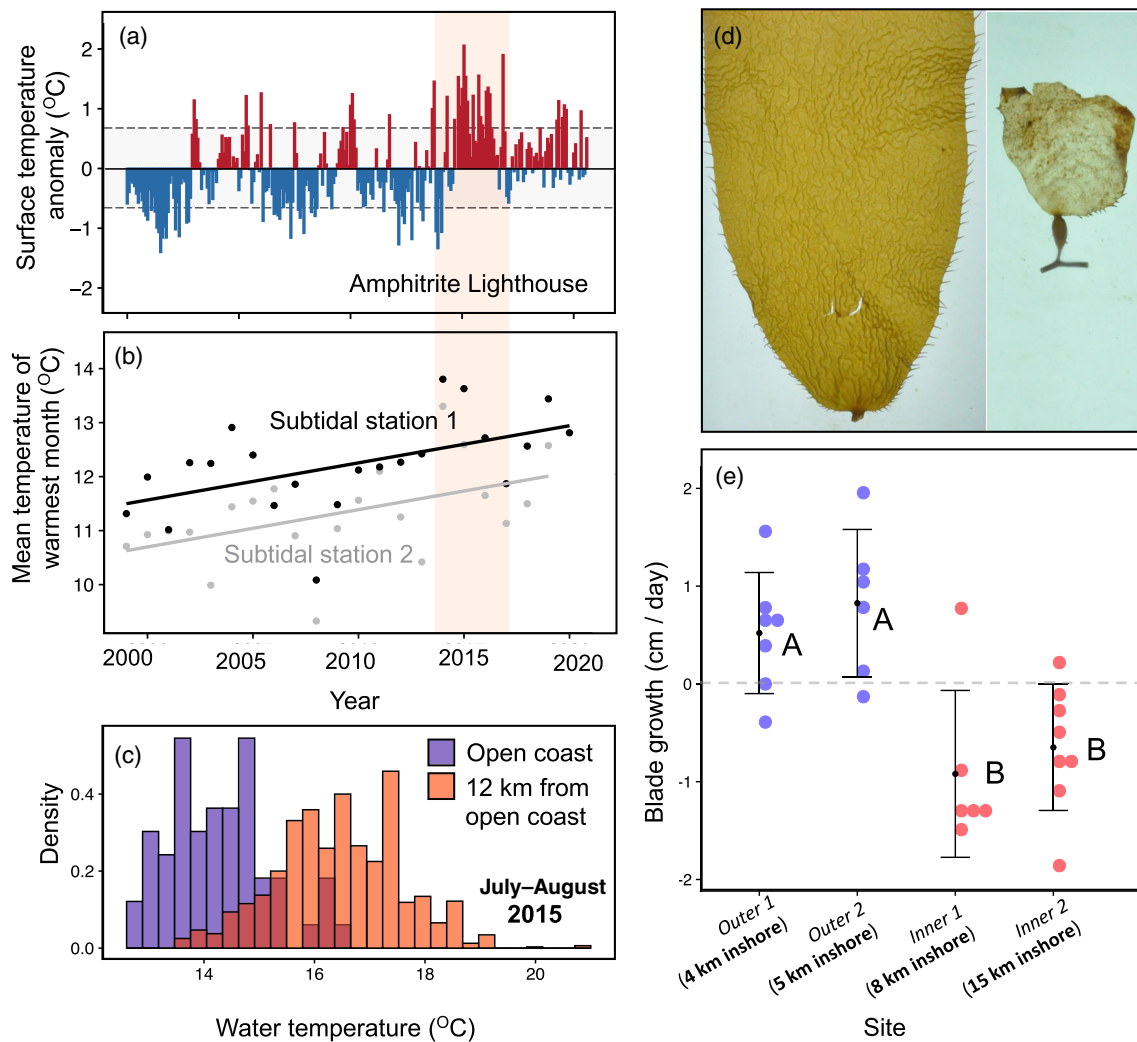 (a)
Surface temperature
anomaly (°C)
2
1
0
−1
−2
Amphitrite Lighthouse
(b)
Mean temperature of
warmest month (°C)
14
13
12
11
10
Subtidal station 1
Subtidal station 2
2000 2005 2010 2015 2020
Year
(c)
Density
0.4
0.2
0.0
Open coast
12 km from
open coast
July–August
2015
14 16 18 20
Water temperature (°C)
(d)
(e)
Blade growth (cm / day)
2
1
0
-1
-2
A
A
B
B
Outer 1
(4 km inshore)
Outer 2
(5 km inshore)
Inner 1
(8 km inshore)
Inner 2
(15 km inshore)
Site